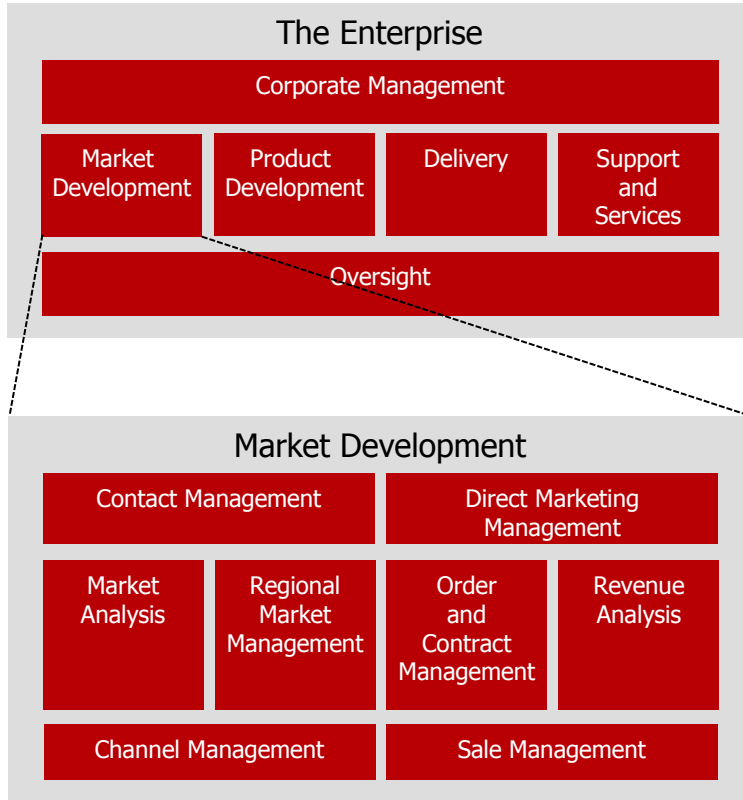 The Enterprise
Corporate Management
Market
Development
Product
Development
Delivery
Support
and
Services
Oversight
Market Development
Contact Management
Direct Marketing
Management
Market
Analysis
Regional
Market
Management
Order
and
Contract
Management
Revenue
Analysis
Channel Management
Sale Management